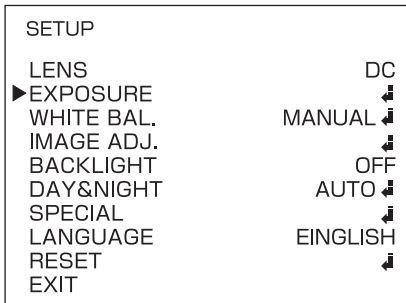 SETUP
LENS DC
▶EXPOSURE ↲
WHITE BAL. MANUAL ↲
IMAGE ADJ. ↲
BACKLIGHT OFF
DAY&NIGHT AUTO ↲
SPECIAL ↲
LANGUAGE EINGLISH
RESET ↲
EXIT